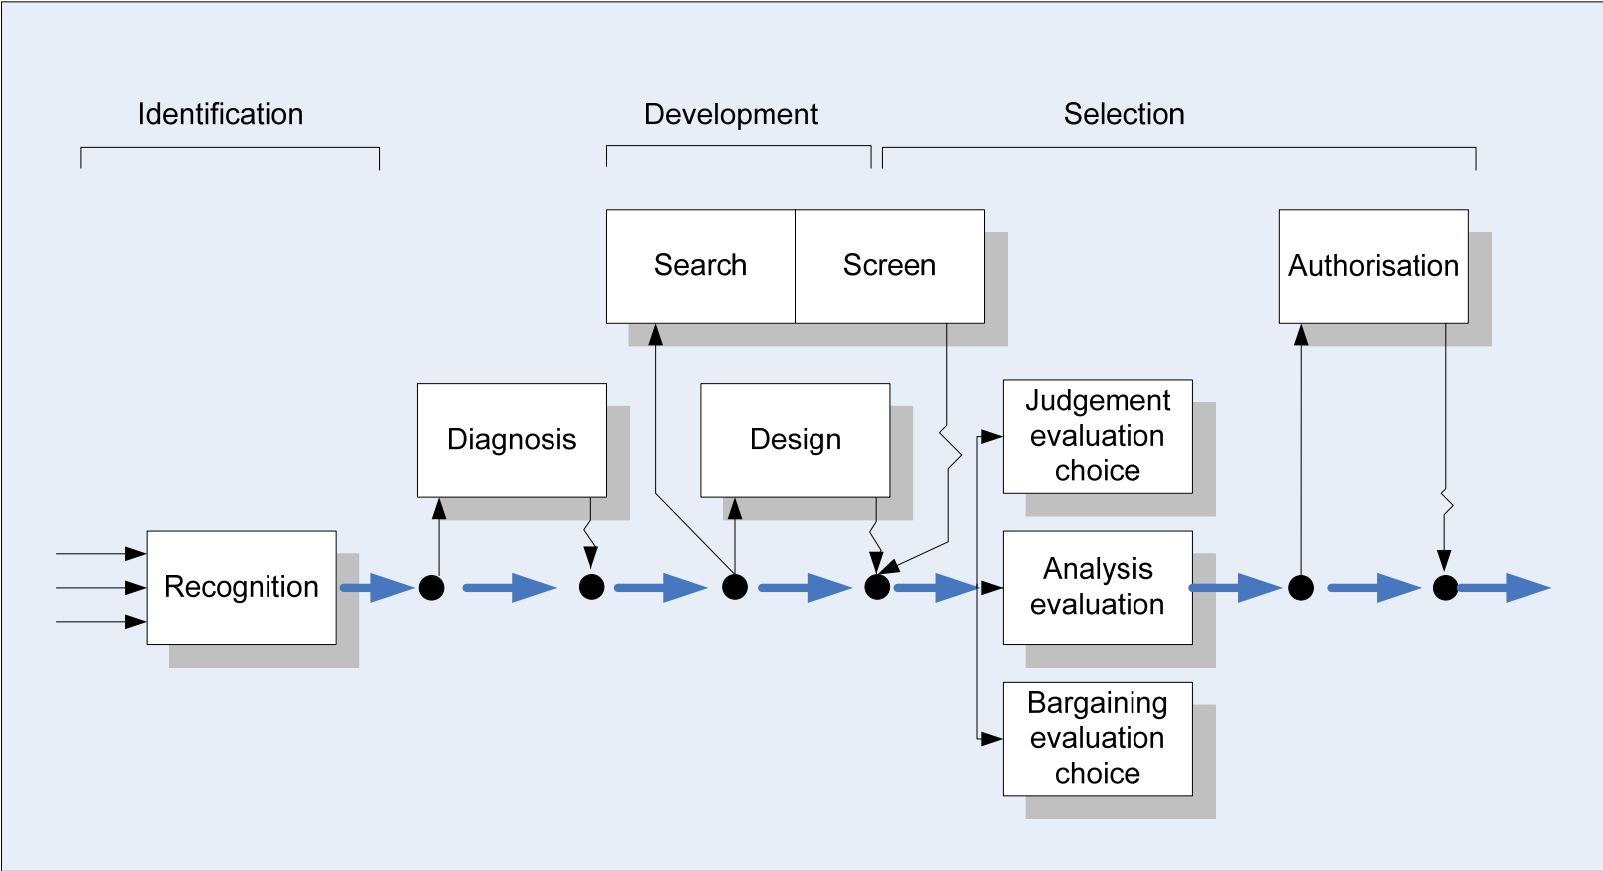 Identification
Development
Selection
Search
Screen
Authorisation
Diagnosis
Design
Judgement
evaluation
choice
Recognition
Analysis
evaluation
Bargaining
evaluation
choice